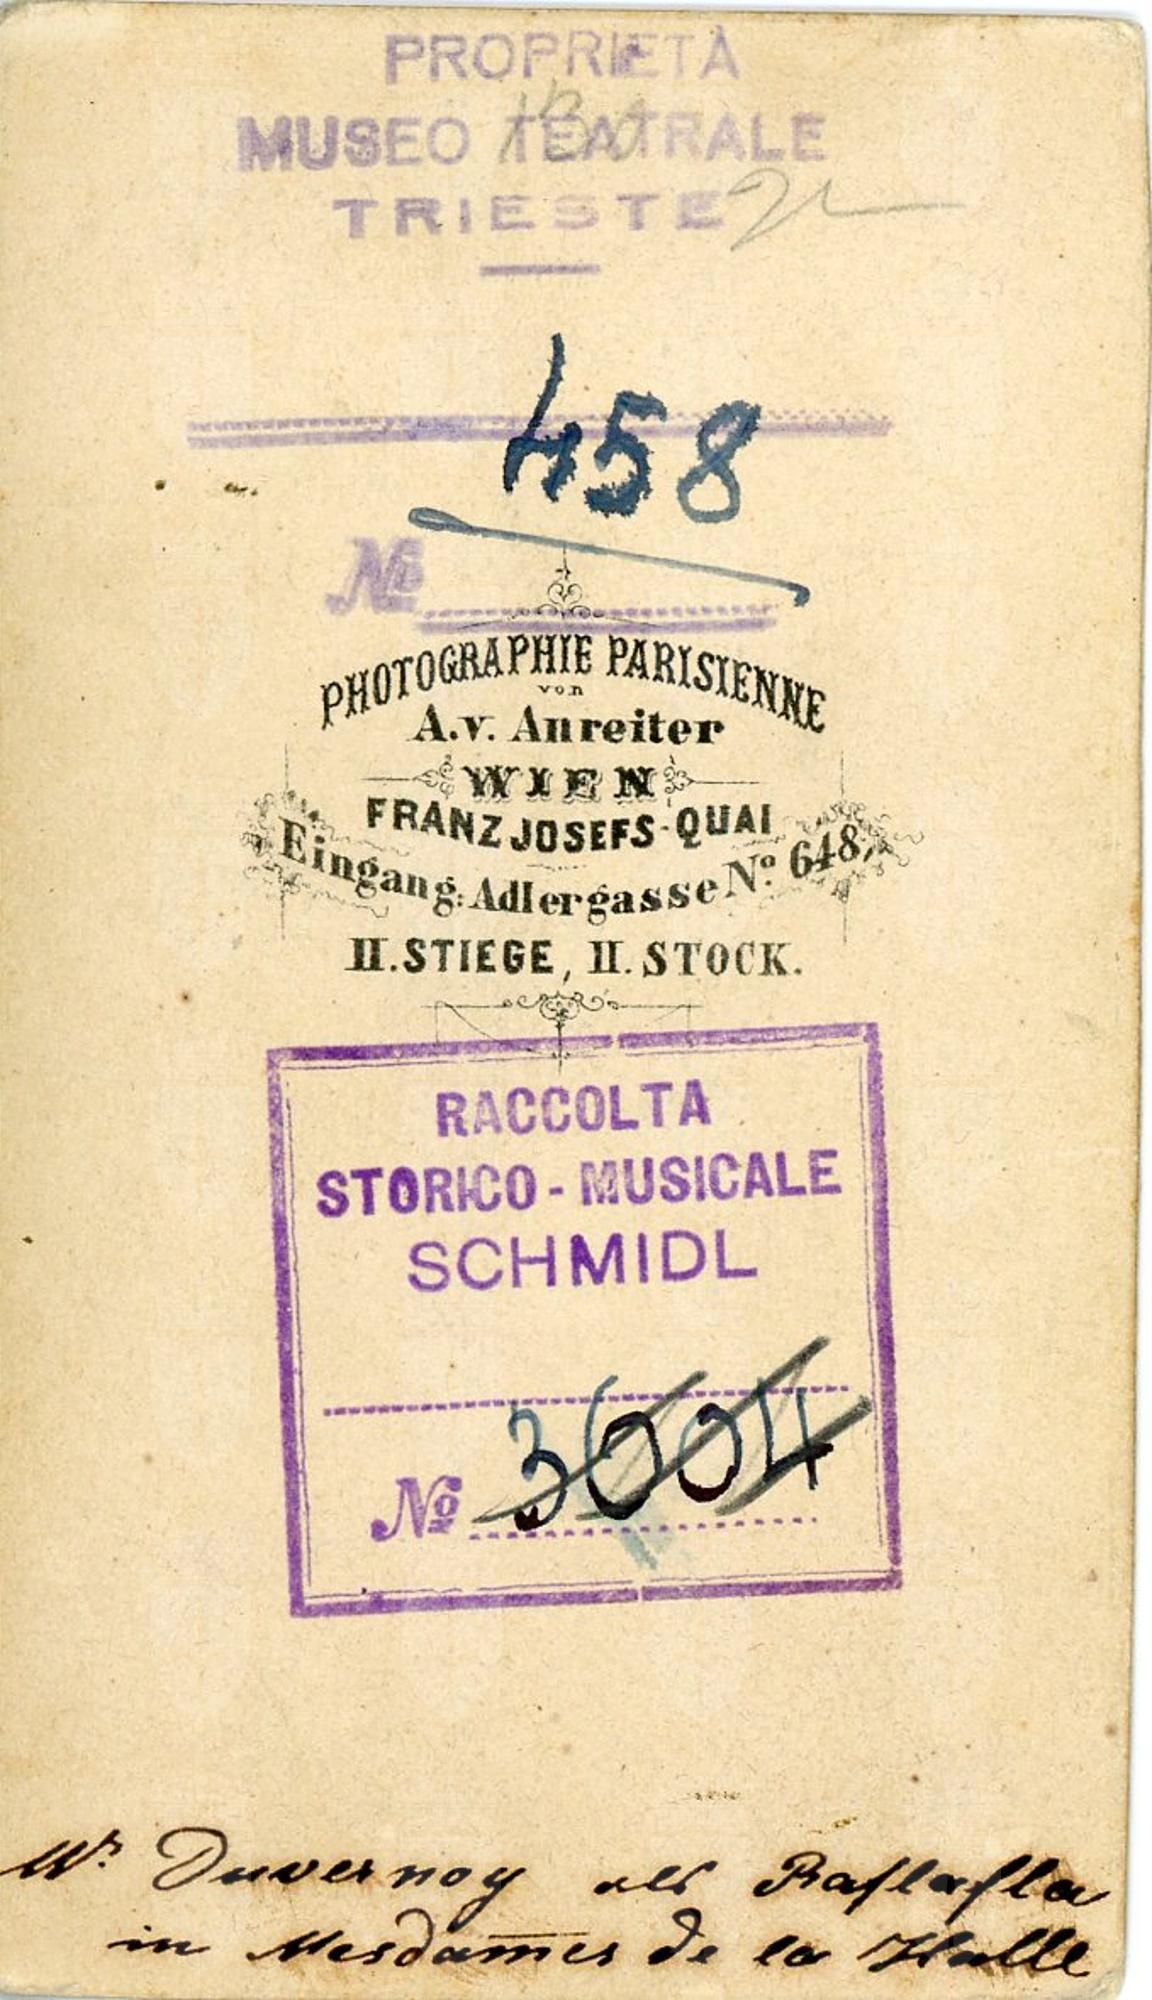 PROPRIETÀ
MUSEO TEATRALE
TRIESTE
458
No
PHOTOGRAPHIE PARISIENNE
von
A.v. Anreiter
WIEN
FRANZ JOSEFS-QUAI
Eingang: Adlergasse No. 648,
II. STIEGE, II. STOCK.
RACCOLTA
STORICO - MUSICALE
SCHMIDL
No 3004
Mr. Duvernoy als Raflafla
in Mesdames de la Halle